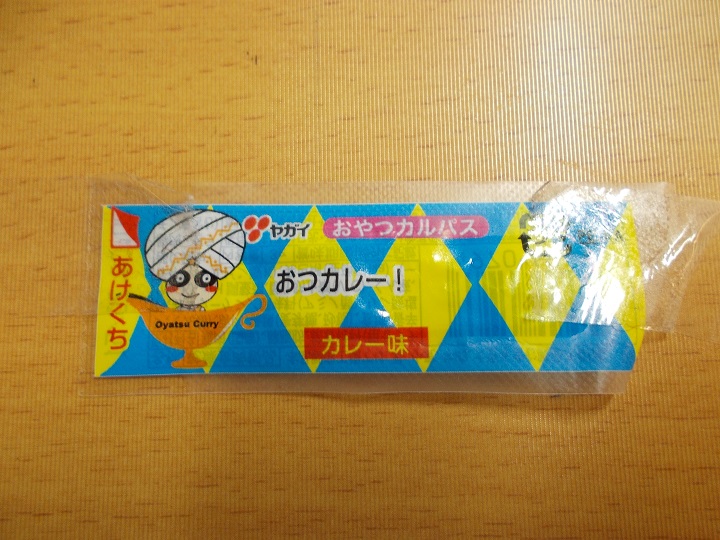 あけくち
ヤガイ
おやつカルパス
おつカレー！
Oyatsu Curry
カレー味